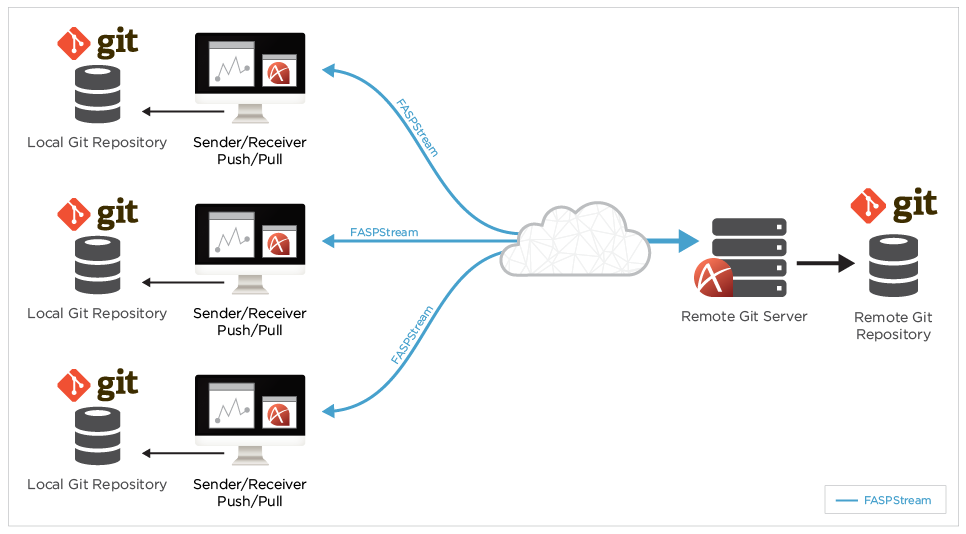 git
Local Git Repository
Sender/Receiver
Push/Pull
FASPStream
git
Local Git Repository
Sender/Receiver
Push/Pull
FASPStream
git
Local Git Repository
Sender/Receiver
Push/Pull
FASPStream
Remote Git Server
git
Remote Git
Repository
FASPStream